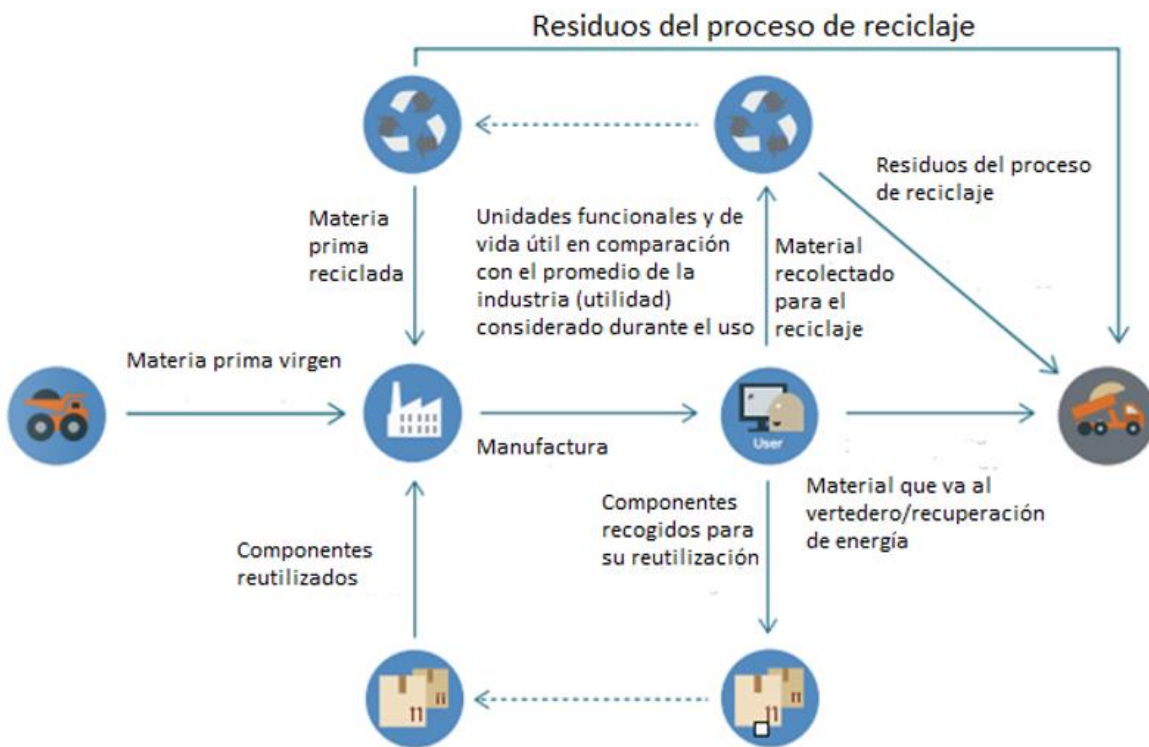 Residuos del proceso de reciclaje
Residuos del proceso
de reciclaje
Materia
prima
reciclada
Unidades funcionales y de
vida útil en comparación
con el promedio de la
industria (utilidad)
considerado durante el uso
Material
recolectado
para el
reciclaje
Materia prima virgen
User
Manufactura
Material que va al
vertedero/recuperación
de energía
Componentes
recogidos para
su reutilización
Componentes
reutilizados